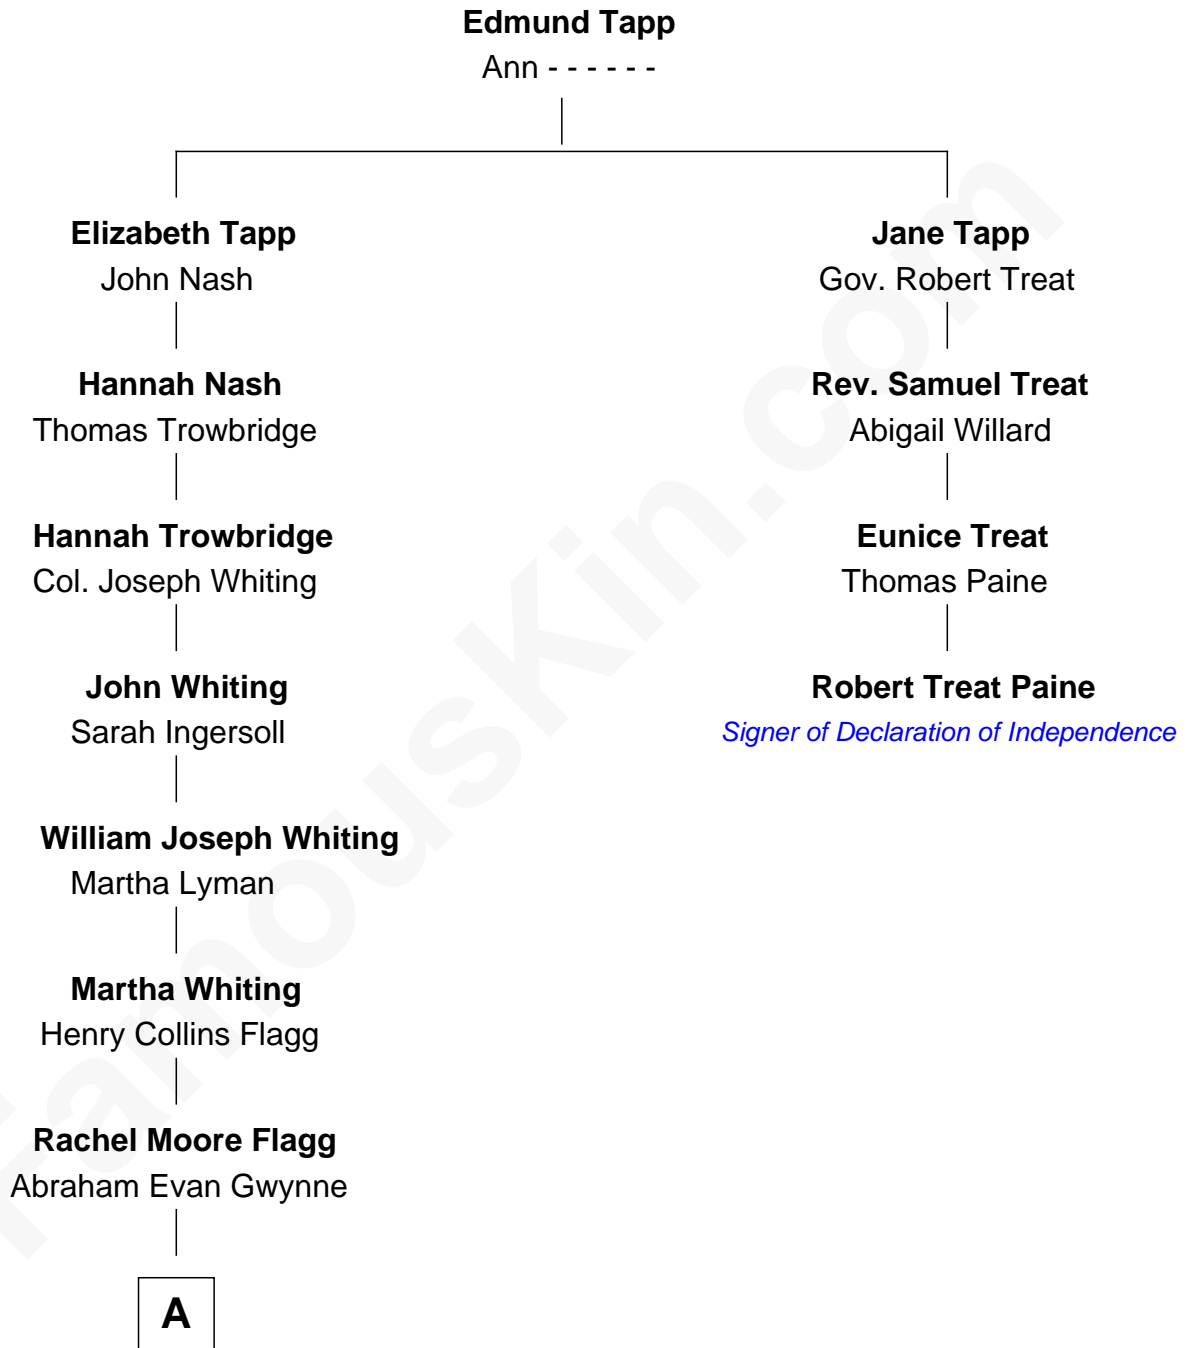 Edmund Tapp
Ann - - - - - -
Elizabeth Tapp
John Nash
Jane Tapp
Gov. Robert Treat
Hannah Nash
Thomas Trowbridge
Rev. Samuel Treat
Abigail Willard
Hannah Trowbridge
Col. Joseph Whiting
Eunice Treat
Thomas Paine
John Whiting
Sarah Ingersoll
Robert Treat Paine
Signer of Declaration of Independence
William Joseph Whiting
Martha Lyman
Martha Whiting
Henry Collins Flagg
Rachel Moore Flagg
Abraham Evan Gwynne
A
FamousKin.com